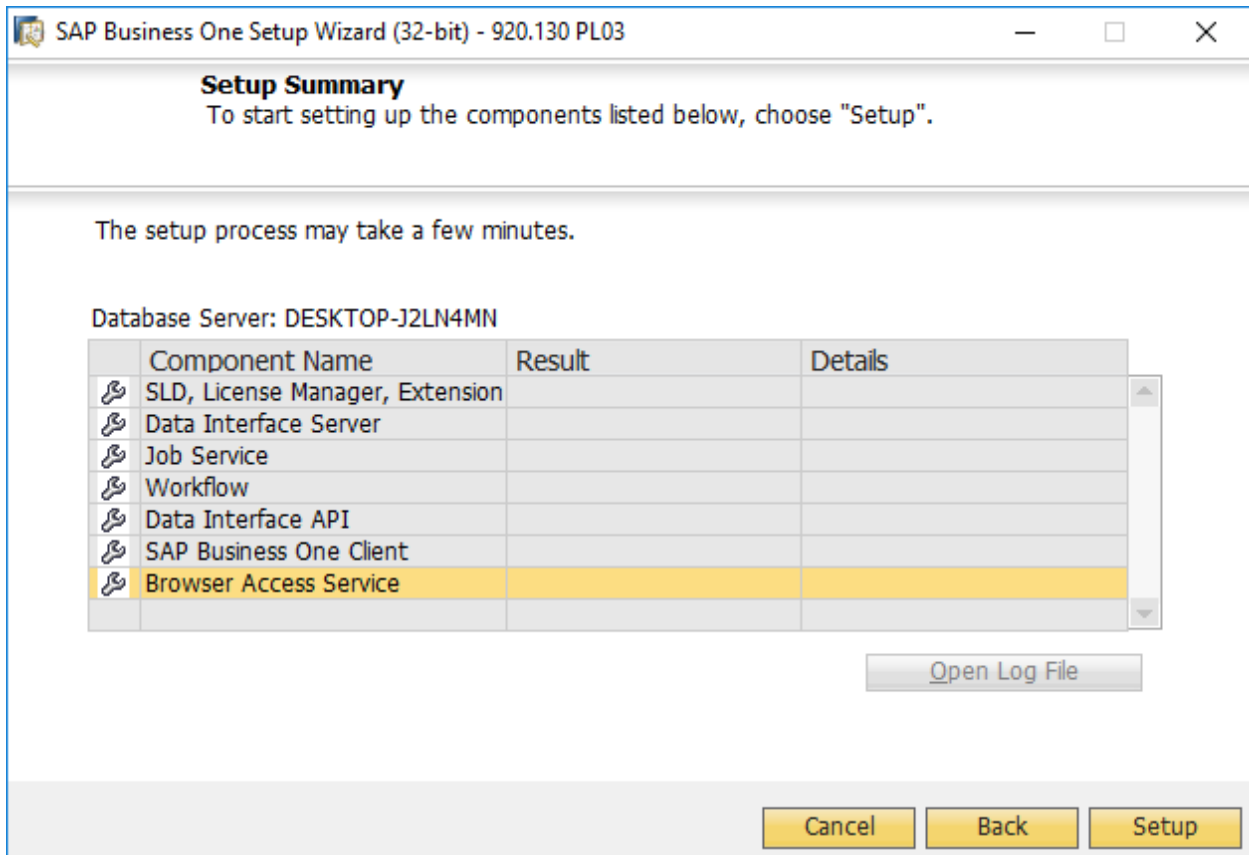 SAP Business One Setup Wizard (32-bit) - 920.130 PL03
Setup Summary
To start setting up the components listed below, choose "Setup".
The setup process may take a few minutes.
Database Server: DESKTOP-J2LN4MN
Component Name Result Details
SLD, License Manager, Extension
Data Interface Server
Job Service
Workflow
Data Interface API
SAP Business One Client
Browser Access Service
Open Log File
Cancel Back Setup